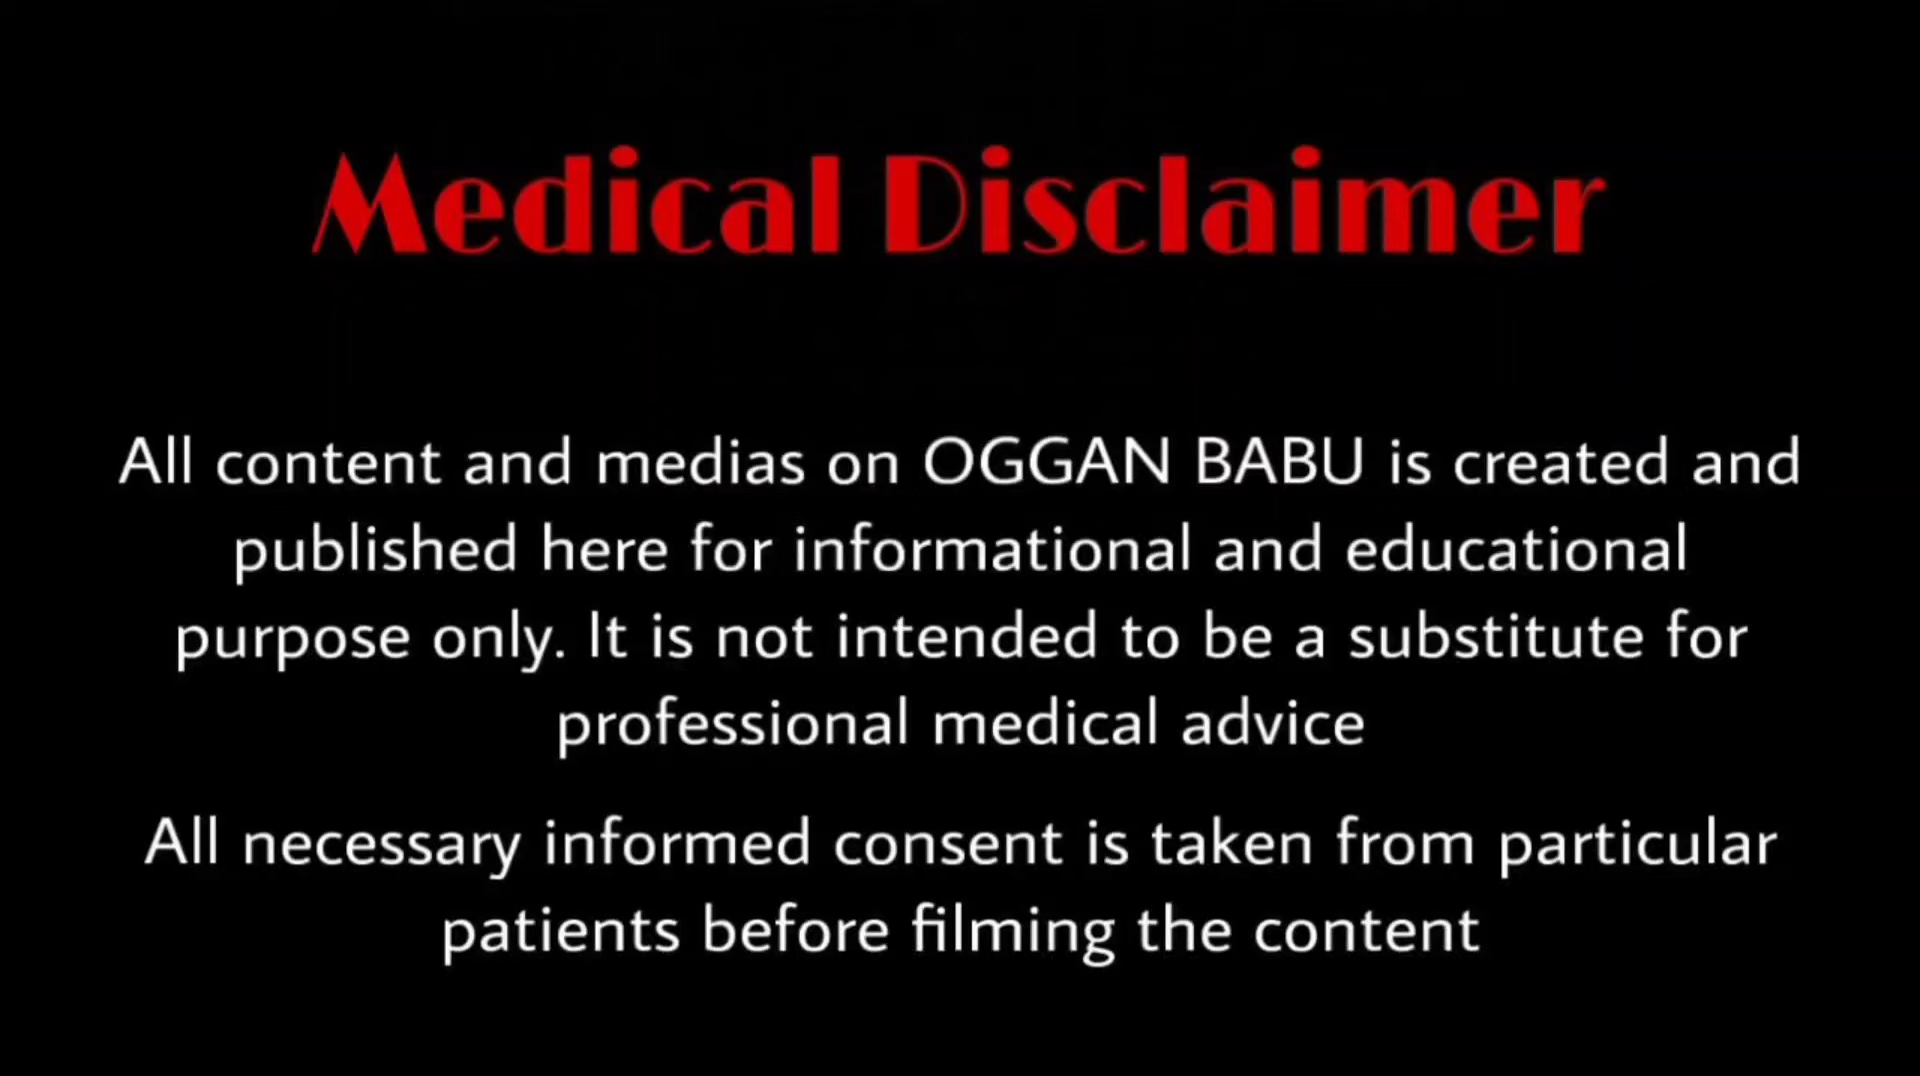 Medical Disclaimer
All content and medias on OGGAN BABU is created and
published here for informational and educational
purpose only. It is not intended to be a substitute for
professional medical advice
All necessary informed consent is taken from particular
patients before filming the content